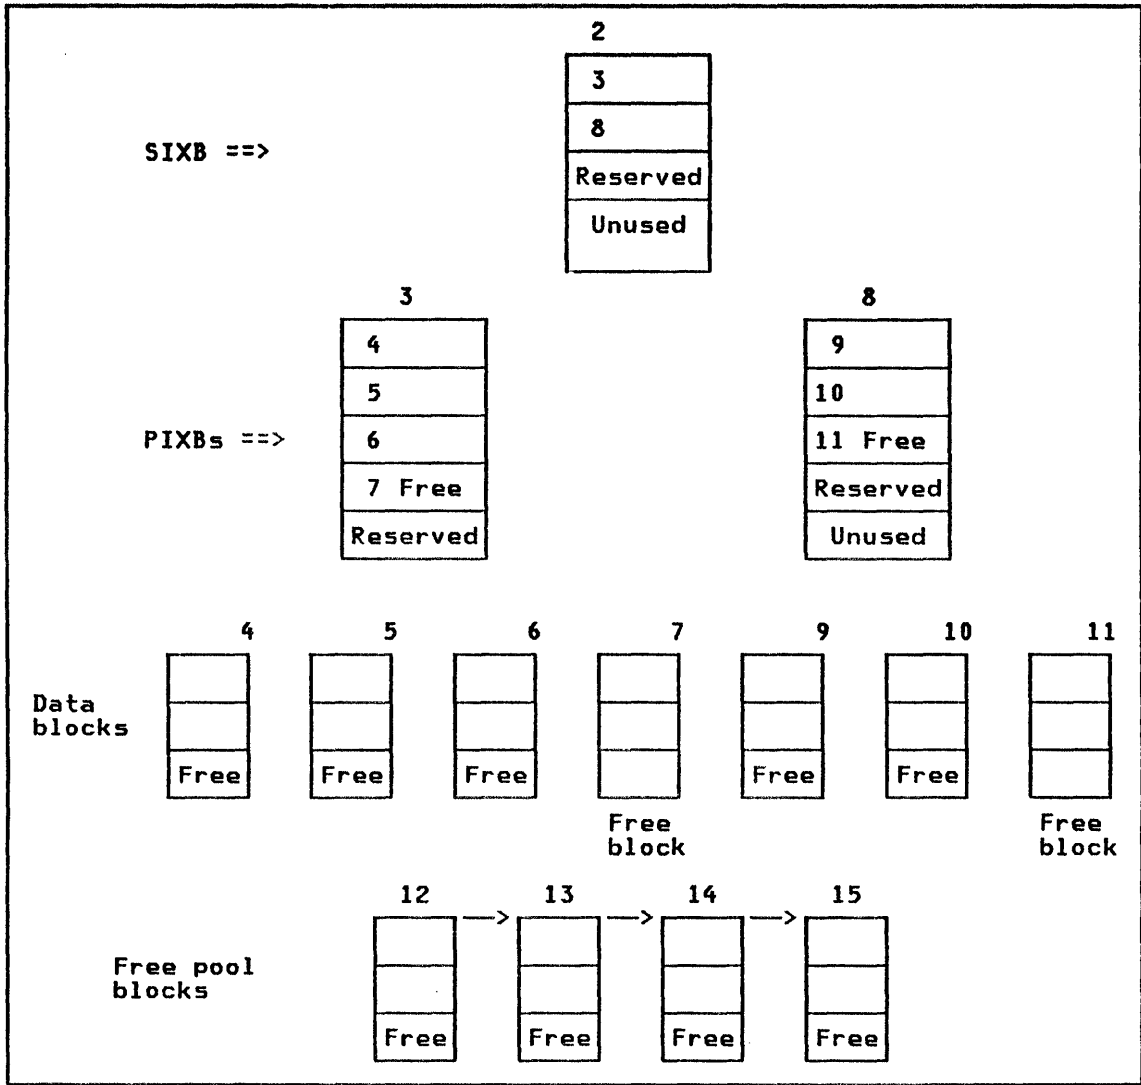 2
3
8
SIXB ==>
Reserved
Unused
3
8
4
9
5
10
PIXBs ==>
6
11 Free
7 Free
Reserved
Reserved
Unused
4 5 6 7 9 10 11
Data
blocks
Free Free Free Free Free
Free
block
Free
block
12 —> 13 —> 14 —> 15
Free pool
blocks
Free Free Free Free